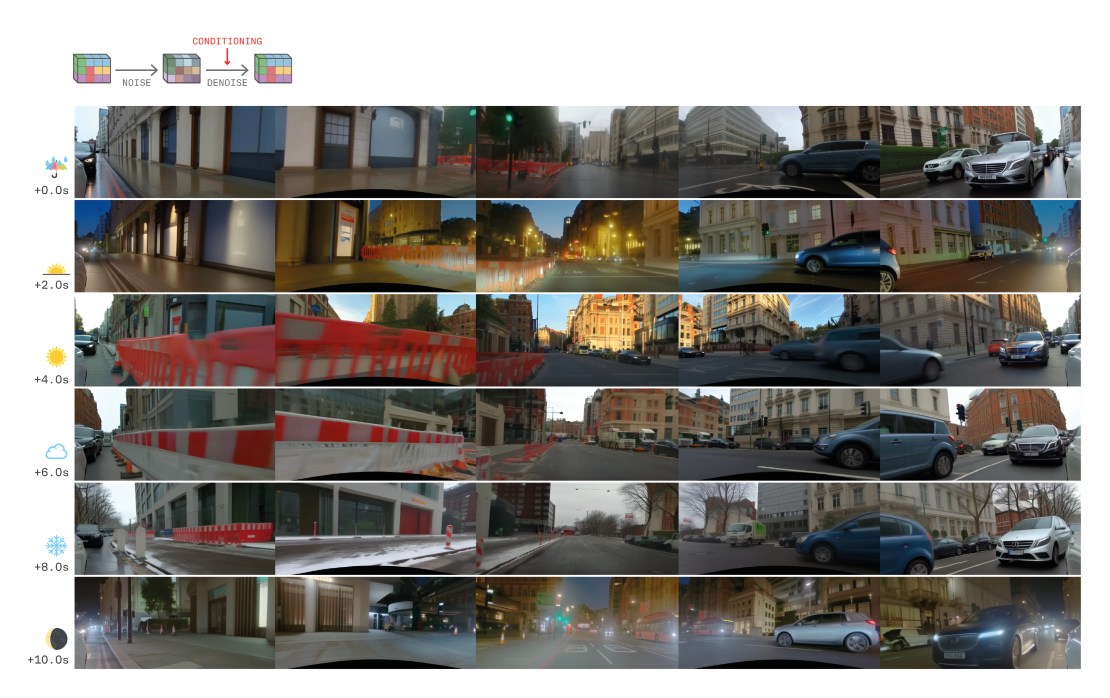 CONDITIONING
NOISE
DENOISE
+0.0s
+2.0s
+4.0s
+6.0s
+8.0s
+10.0s